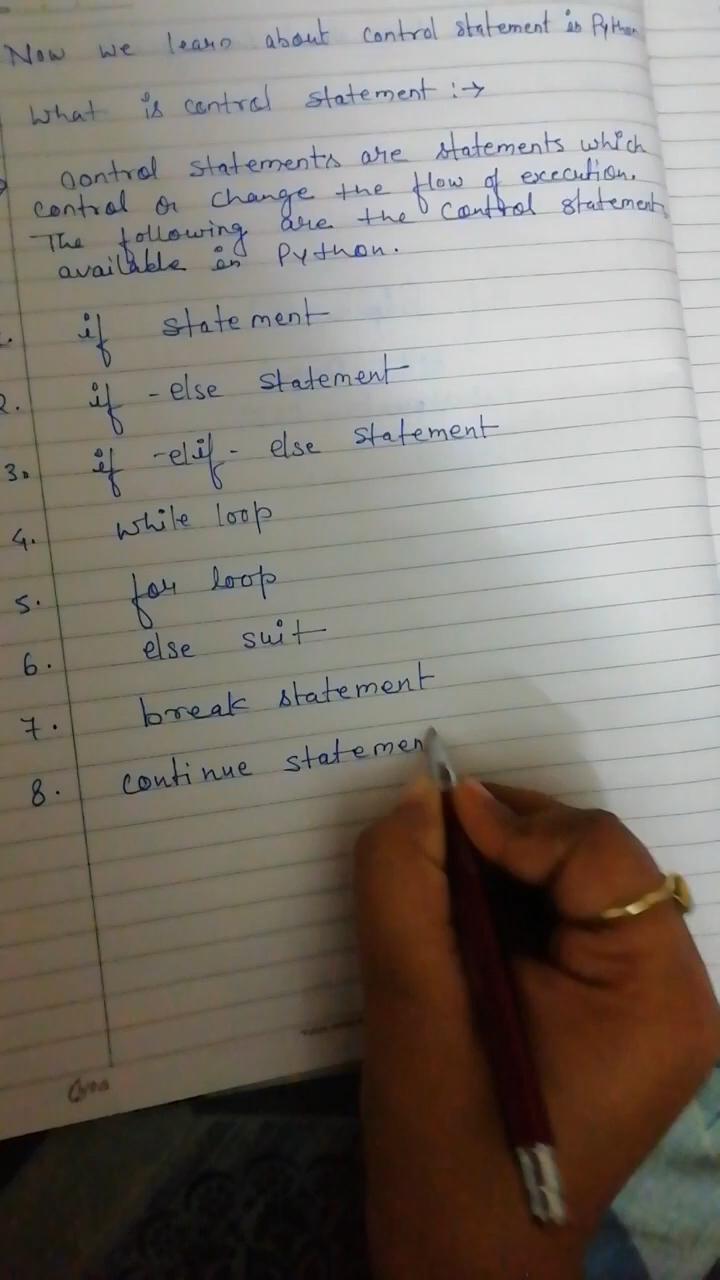 Now we learn about control statement in Python
What is control statement :→
control statements are statements which
control or change the flow of execution.
The following are the control statement
available in Python.
1. if statement
2. if -else statement
3. if -elif- else statement
4. while loop
5. for loop
6. else suit
7. break statement
8. continue statemen